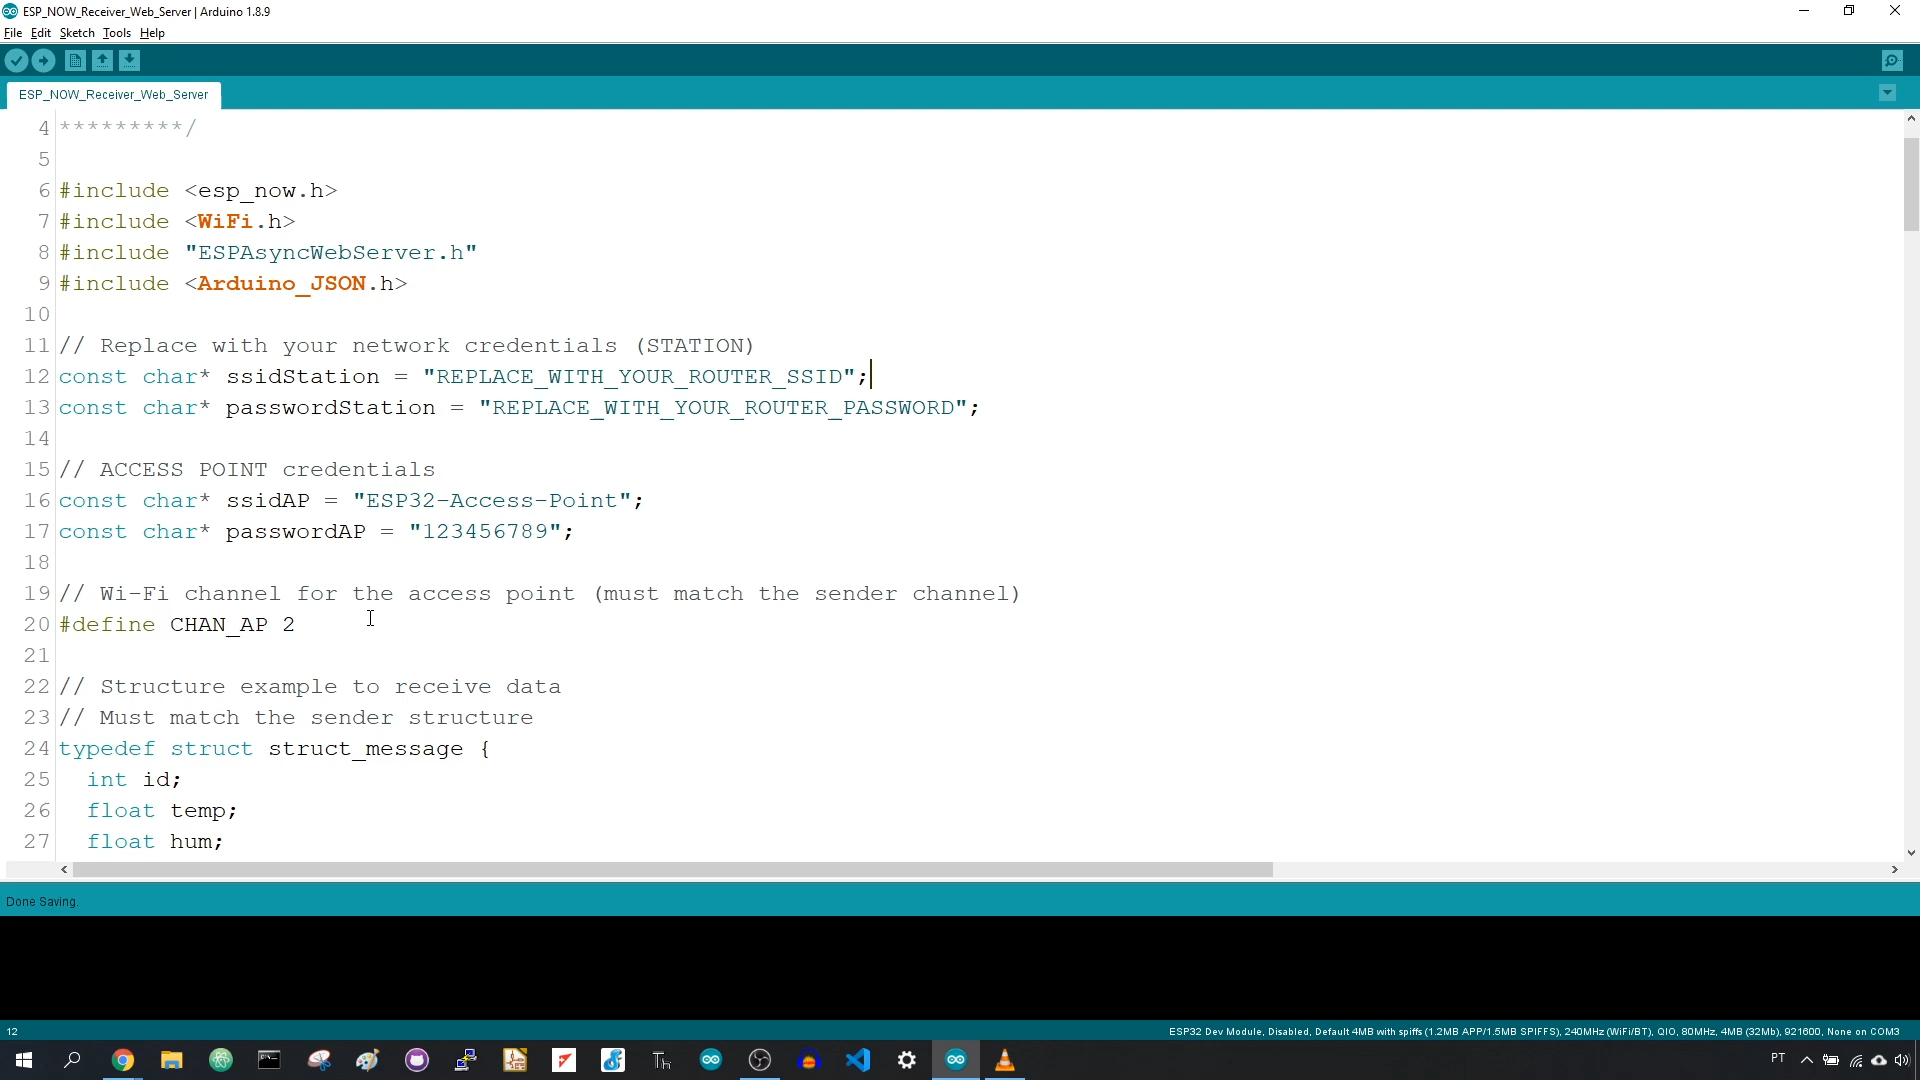 ESP_NOW_Receiver_Web_Server | Arduino 1.8.9
File Edit Sketch Tools Help
ESP_NOW_Receiver_Web_Server
4 *********/
5
6 #include <esp_now.h>
7 #include <WiFi.h>
8 #include "ESPAsyncWebServer.h"
9 #include <Arduino_JSON.h>
10
11 // Replace with your network credentials (STATION)
12 const char* ssidStation = "REPLACE_WITH_YOUR_ROUTER_SSID";
13 const char* passwordStation = "REPLACE_WITH_YOUR_ROUTER_PASSWORD";
14
15 // ACCESS POINT credentials
16 const char* ssidAP = "ESP32-Access-Point";
17 const char* passwordAP = "123456789";
18
19 // Wi-Fi channel for the access point (must match the sender channel)
20 #define CHAN_AP 2
21
22 // Structure example to receive data
23 // Must match the sender structure
24 typedef struct struct_message {
25 int id;
26 float temp;
27 float hum;
Done Saving.
12 ESP32 Dev Module, Disabled, Default 4MB with spiffs (1.2MB APP/1.5MB SPIFFS), 240MHz (WiFi/BT), QIO, 80MHz, 4MB (32Mb), 921600, None on COM3
Th PT